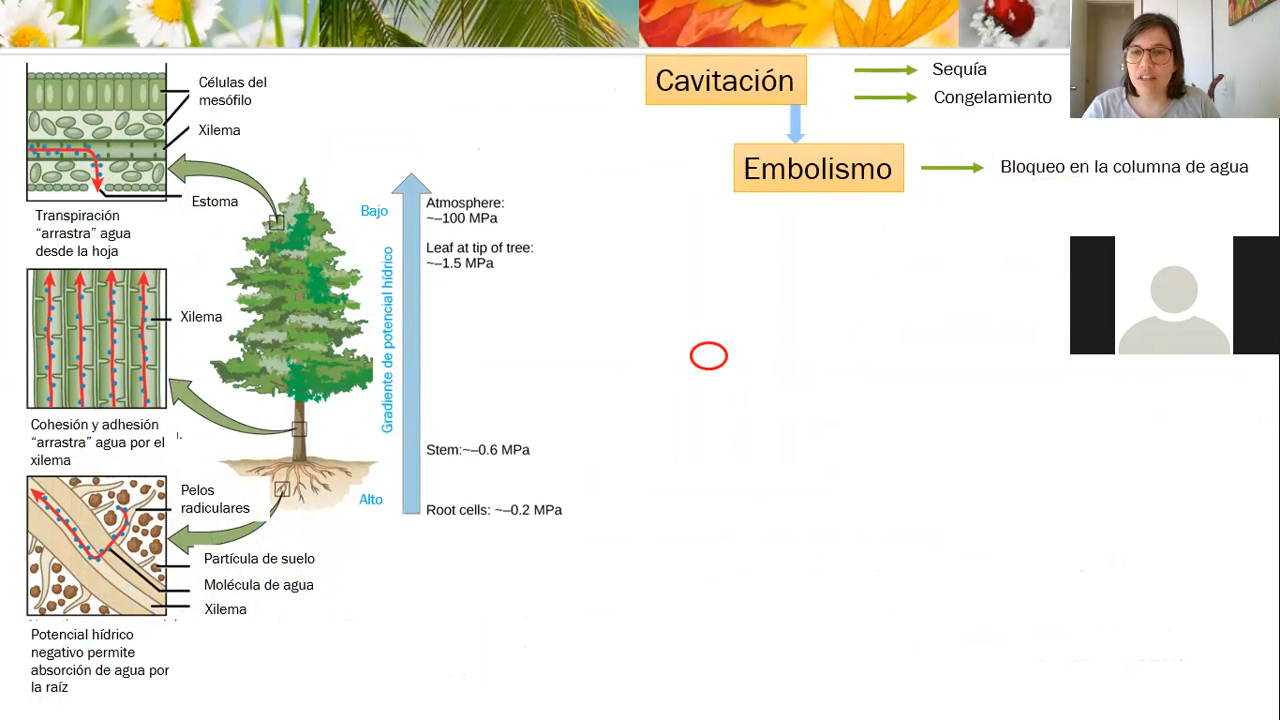 Células del
mesófilo
Xilema
Estoma
Transpiración
“arrastra” agua
desde la hoja
Xilema
Cohesión y adhesión
“arrastra” agua por el
xilema
Pelos
radiculares
Partícula de suelo
Molécula de agua
Xilema
Potencial hídrico
negativo permite
absorción de agua por
la raíz
Bajo
Gradiente de potencial hídrico
Alto
Atmosphere:
~–100 MPa
Leaf at tip of tree:
~–1.5 MPa
Stem:~–0.6 MPa
Root cells: ~–0.2 MPa
Cavitación
Sequía
Congelamiento
Embolismo
Bloqueo en la columna de agua